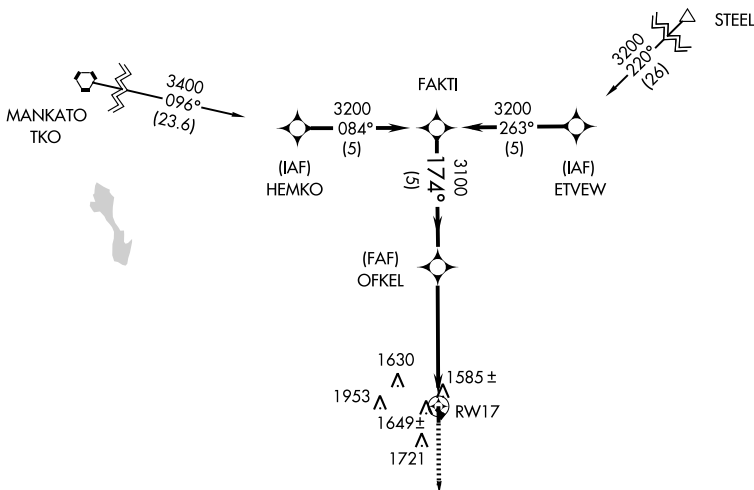 STEEL
3200
220°
(26)
3400
096°
(23.6)
MANKATO
TKO
FAKTI
3200
084°
(5)
3200
263°
(5)
(IAF)
HEMKO
(IAF)
ETVEW
3100
174°
(5)
(FAF)
OFKEL
1630
1585 ±
1953
RW17
1649±
1721